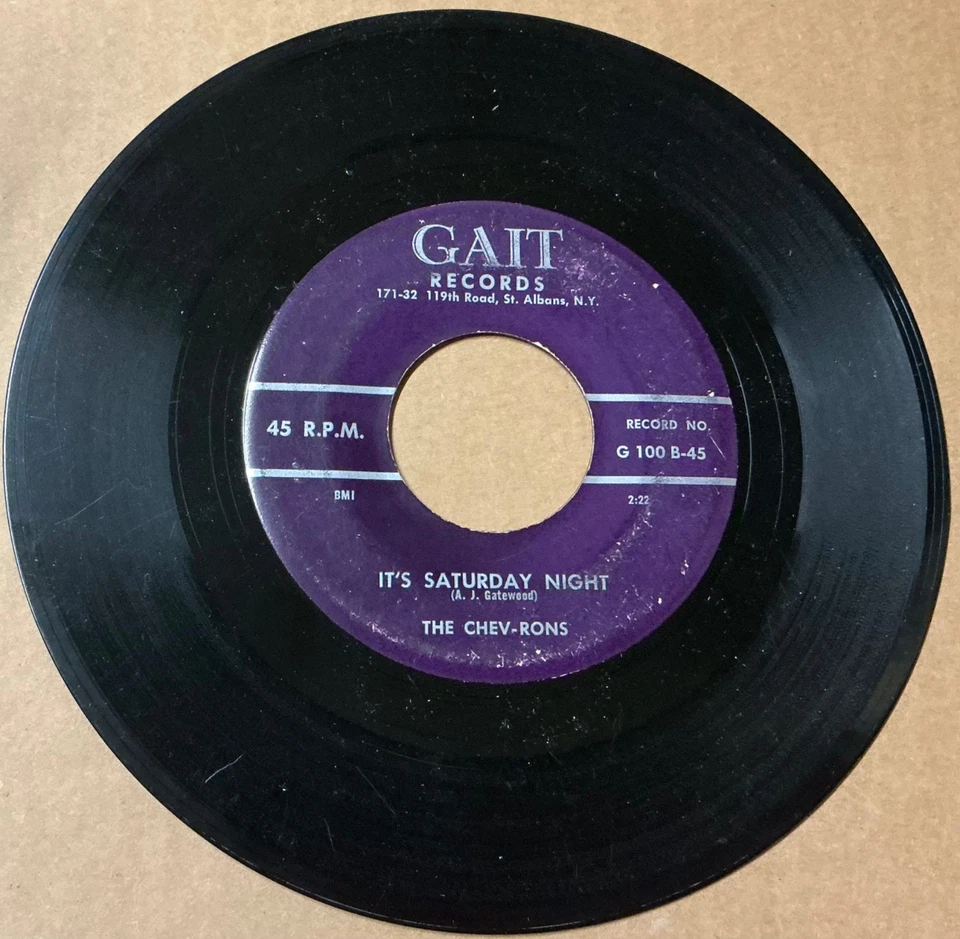 GAIT
RECORDS
171-32 119th Road, St. Albans, N.Y.
45 R.P.M.
RECORD NO.
G 100 B-45
BMI
2:22
IT'S SATURDAY NIGHT
(A. J. Gatewood)
THE CHEV-RONS